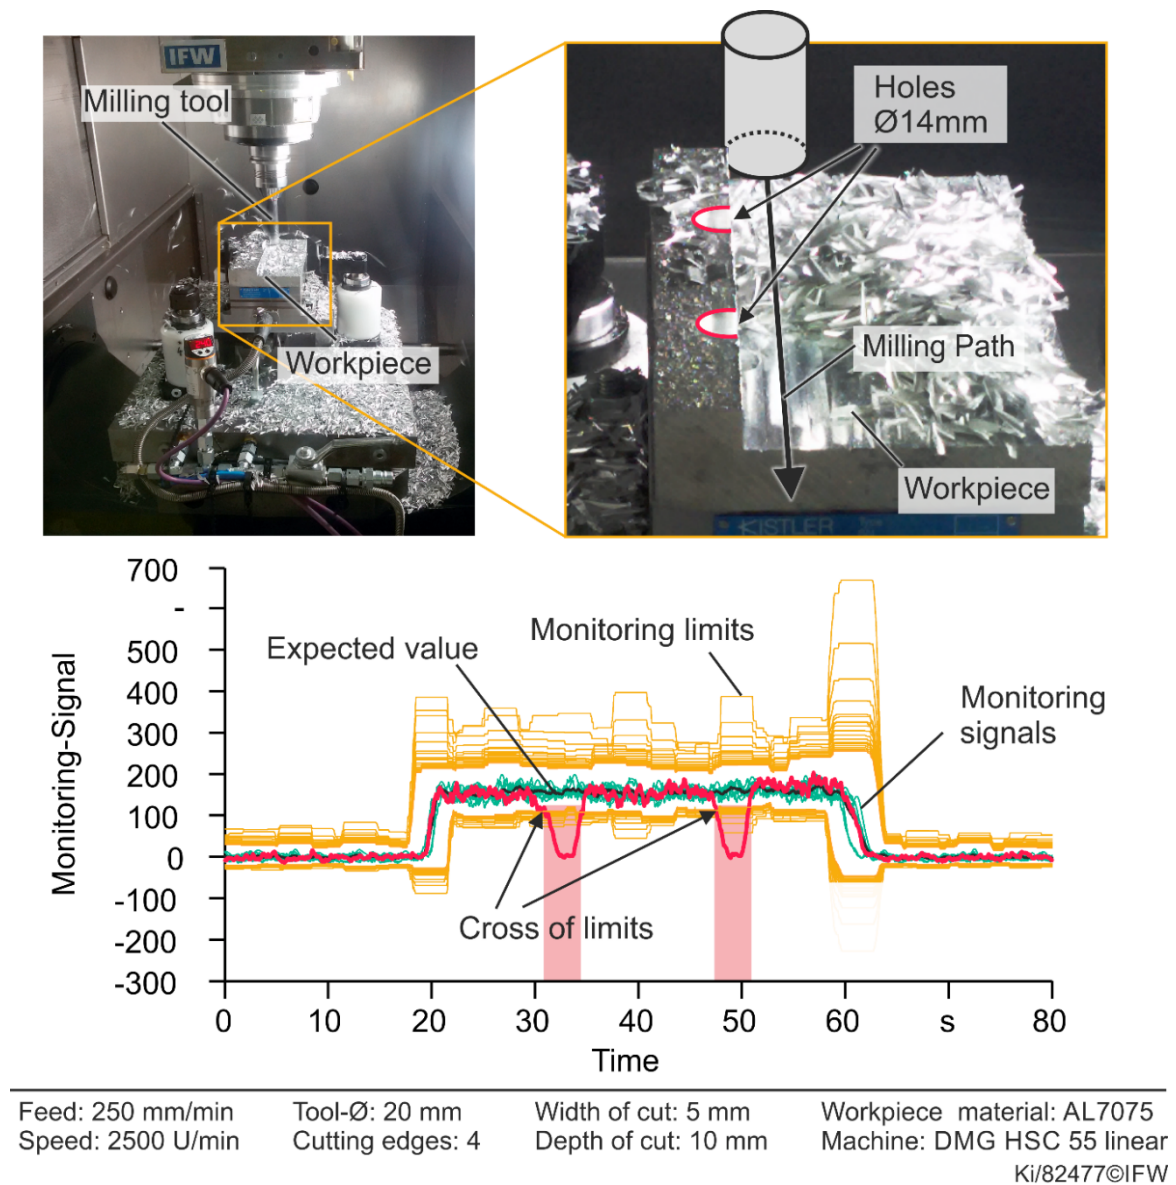 IFW
Milling tool
Workpiece
Holes
Ø14mm
Milling Path
Workpiece
KISTLER
700
-
500
400
300
200
100
0
-100
-200
-300
Monitoring-Signal
Expected value
Monitoring limits
Monitoring
signals
Cross of limits
0 10 20 30 40 50 60 s 80
Time
Feed: 250 mm/min Tool-Ø: 20 mm Width of cut: 5 mm Workpiece material: AL7075
Speed: 2500 U/min Cutting edges: 4 Depth of cut: 10 mm Machine: DMG HSC 55 linear
Ki/82477©IFW